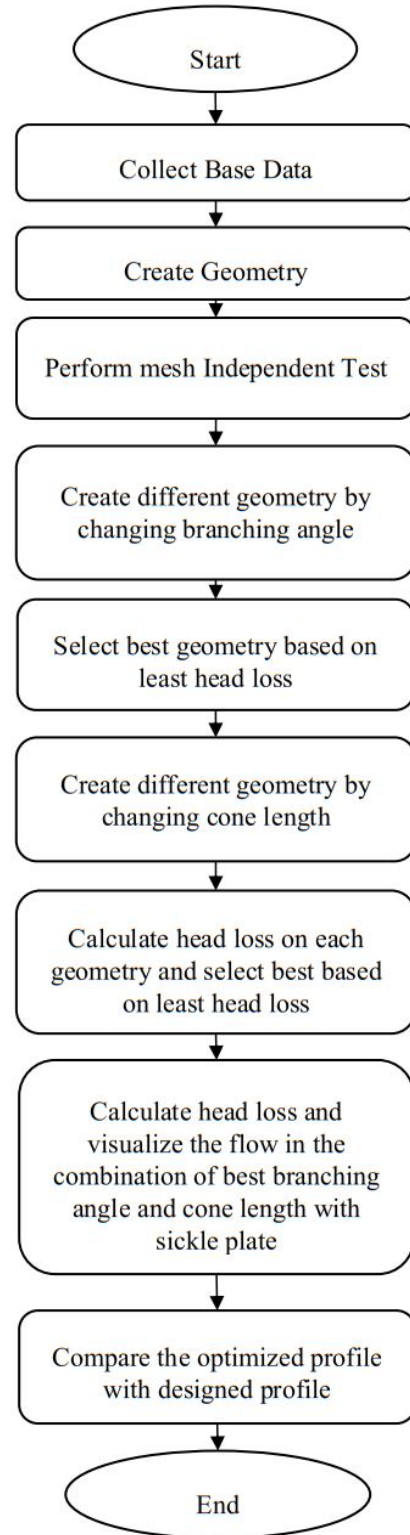 Start
Collect Base Data
Create Geometry
Perform mesh Independent Test
Create different geometry by
changing branching angle
Select best geometry based on
least head loss
Create different geometry by
changing cone length
Calculate head loss on each
geometry and select best based
on least head loss
Calculate head loss and
visualize the flow in the
combination of best branching
angle and cone length with
sickle plate
Compare the optimized profile
with designed profile
End